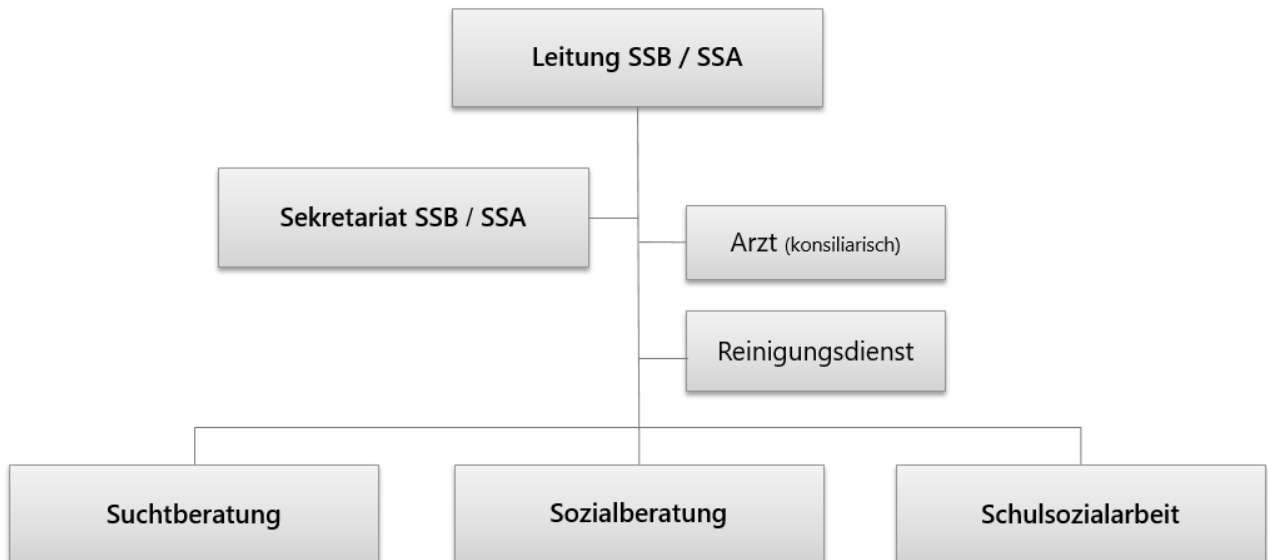 Leitung SSB / SSA
Sekretariat SSB / SSA
Arzt (konsiliarisch)
Reinigungsdienst
Suchtberatung
Sozialberatung
Schulsozialarbeit